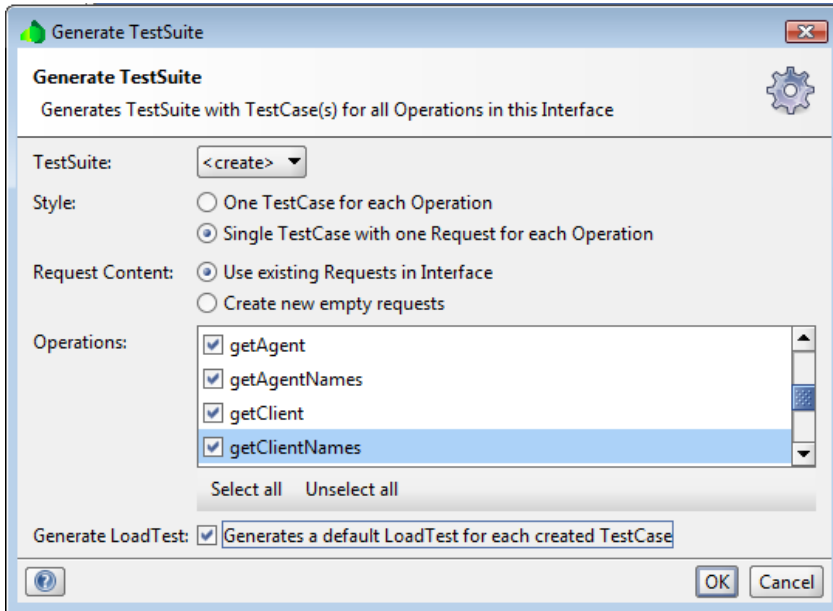 Generate TestSuite
Generate TestSuite
Generates TestSuite with TestCase(s) for all Operations in this Interface
TestSuite: <create>
Style: One TestCase for each Operation
Single TestCase with one Request for each Operation
Request Content: Use existing Requests in Interface
Create new empty requests
Operations: getAgent
getAgentNames
getClient
getClientNames
Select all Unselect all
Generate LoadTest: Generates a default LoadTest for each created TestCase
? OK Cancel